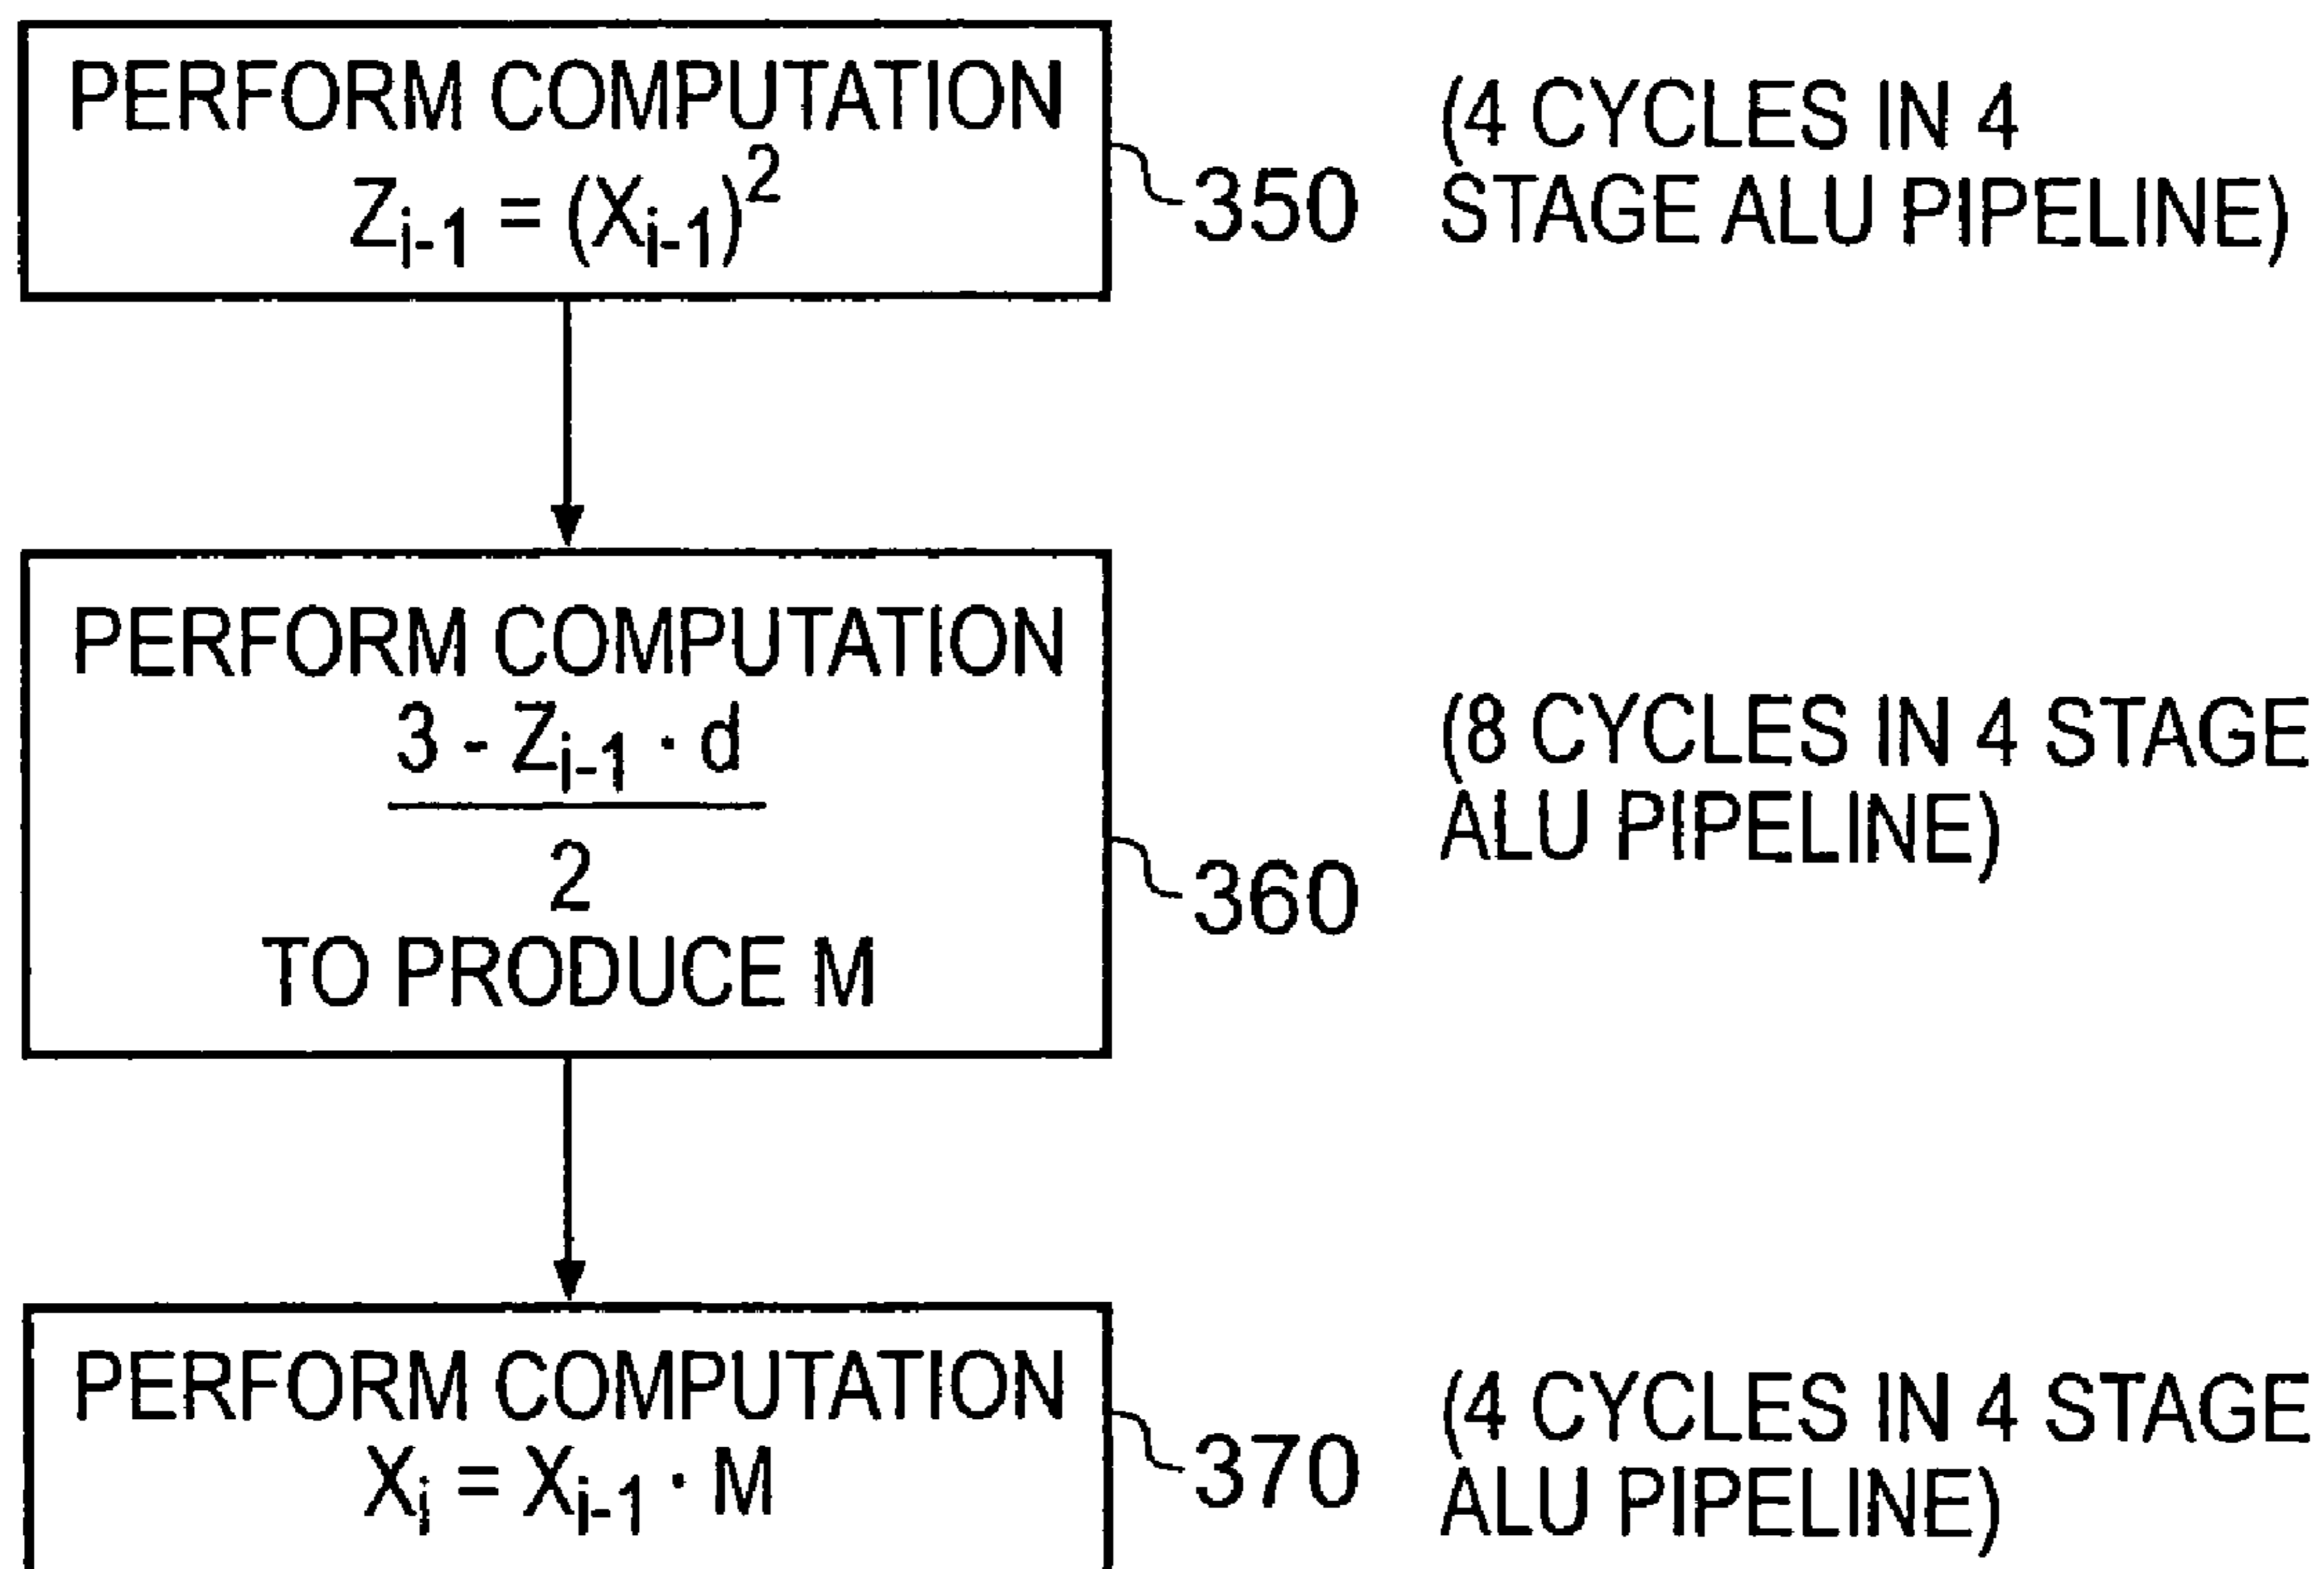 PERFORM COMPUTATION
Zi-1 = (Xi-1)2
350
(4 CYCLES IN 4
STAGE ALU PIPELINE)
PERFORM COMPUTATION
3 - Zi-1 · d
2
TO PRODUCE M
360
(8 CYCLES IN 4 STAGE
ALU PIPELINE)
PERFORM COMPUTATION
Xi = Xi-1 · M
370
(4 CYCLES IN 4 STAGE
ALU PIPELINE)